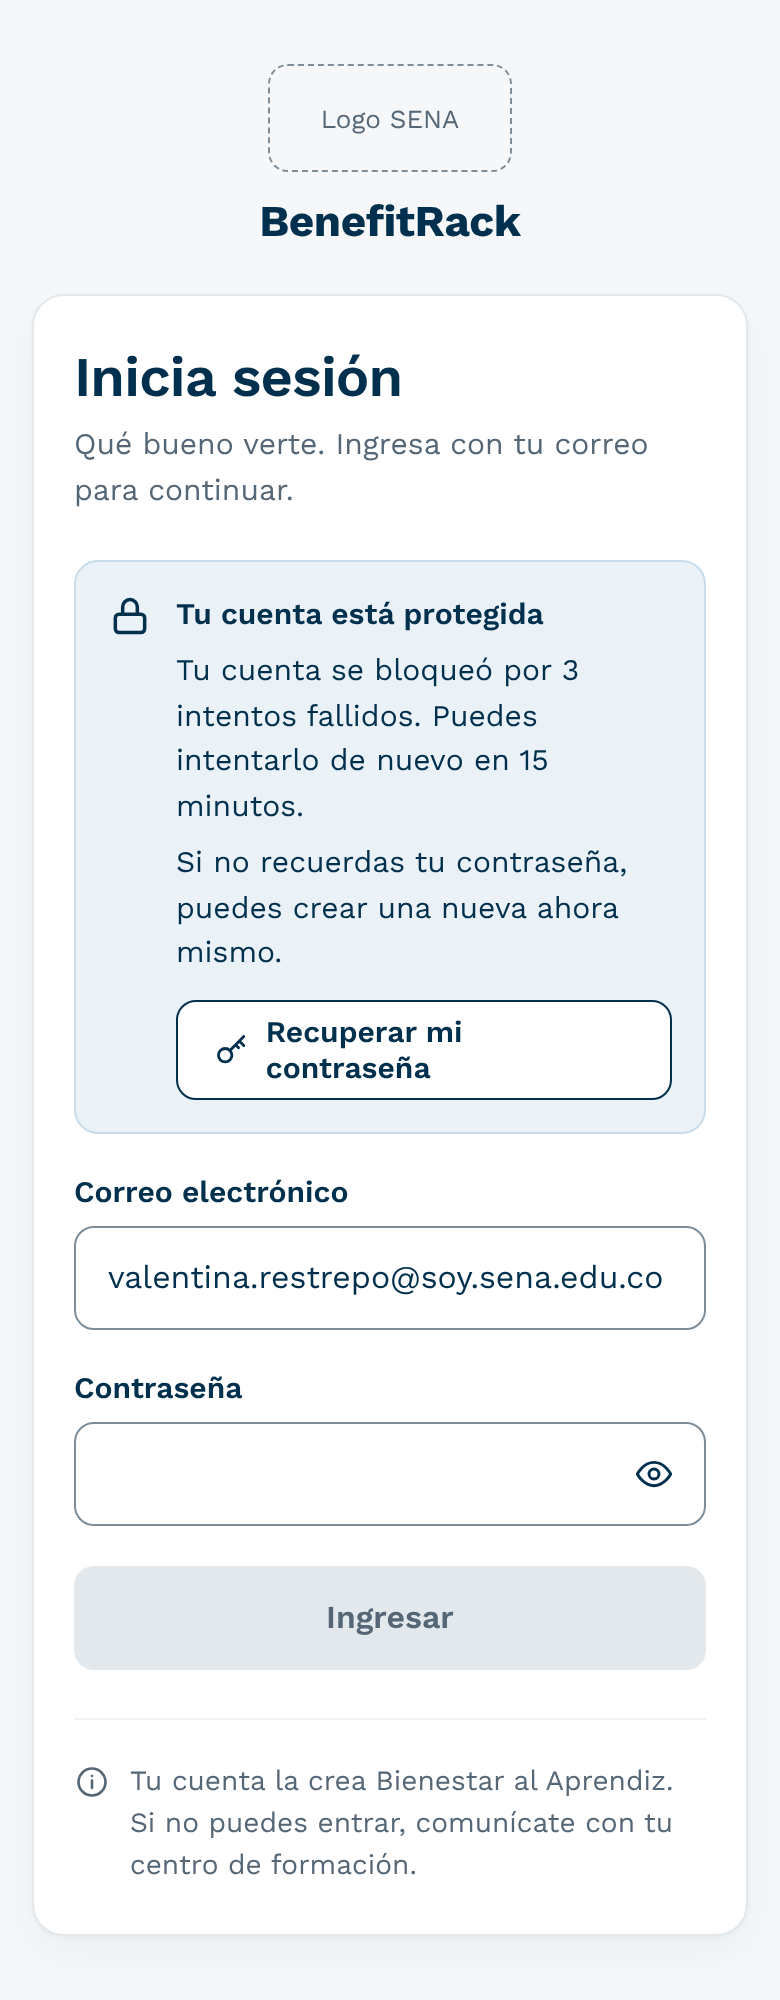 Logo SENA
BenefitRack
Inicia sesión
Qué bueno verte. Ingresa con tu correo
para continuar.
Tu cuenta está protegida
Tu cuenta se bloqueó por 3
intentos fallidos. Puedes
intentarlo de nuevo en 15
minutos.
Si no recuerdas tu contraseña,
puedes crear una nueva ahora
mismo.
Recuperar mi
contraseña
Correo electrónico
valentina.restrepo@soy.sena.edu.co
Contraseña
Ingresar
Tu cuenta la crea Bienestar al Aprendiz.
Si no puedes entrar, comunícate con tu
centro de formación.